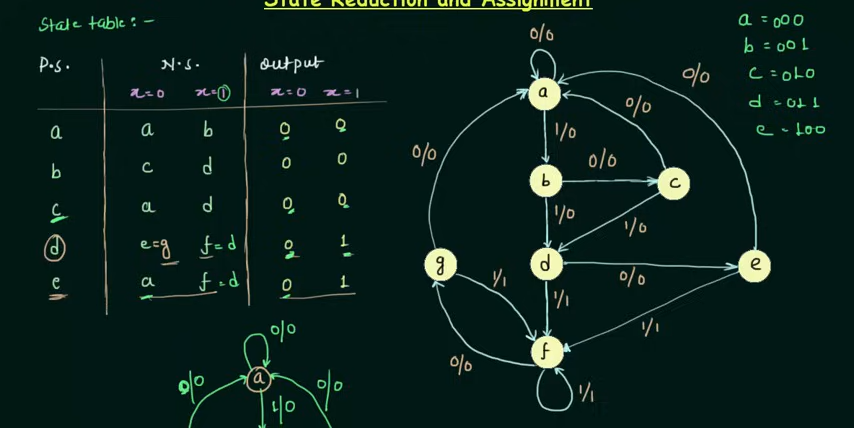 State Reduction and Assignment
State table :-
P.S. N.S. Output
x=0 x=1 x=0 x=1
a a b 0 0
b c d 0 0
c a d 0 0
d e=g f=d 0 1
e a f=d 0 1
a = 000
b = 001
c = 010
d = 011
e = 100
0/0
a
0/0
0/0
1/0
0/0
b
0/0
c
1/0
1/0
g
d
0/0
e
1/1
1/1
1/1
0/0
f
1/1
0/0
a
0/0
0/0
1/0